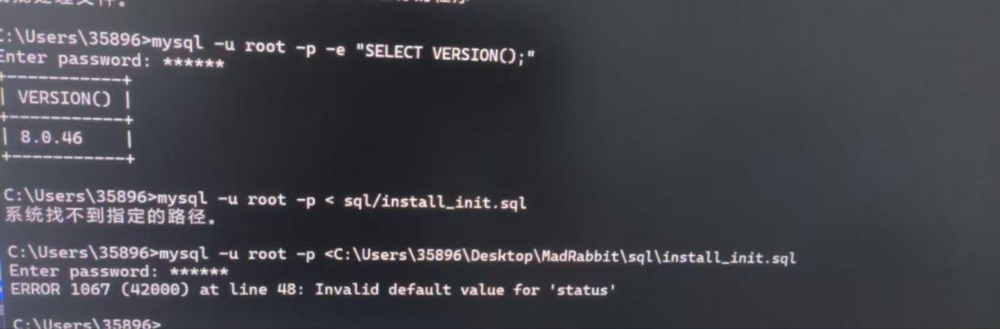 C:\Users\35896>mysql -u root -p -e "SELECT VERSION();"
Enter password: ******
+-----------+
| VERSION() |
+-----------+
| 8.0.46    |
+-----------+
C:\Users\35896>mysql -u root -p < sql/install_init.sql
系统找不到指定的路径。
C:\Users\35896>mysql -u root -p <C:\Users\35896\Desktop\MadRabbit\sql\install_init.sql
Enter password: ******
ERROR 1067 (42000) at line 48: Invalid default value for 'status'
C:\Users\35896>